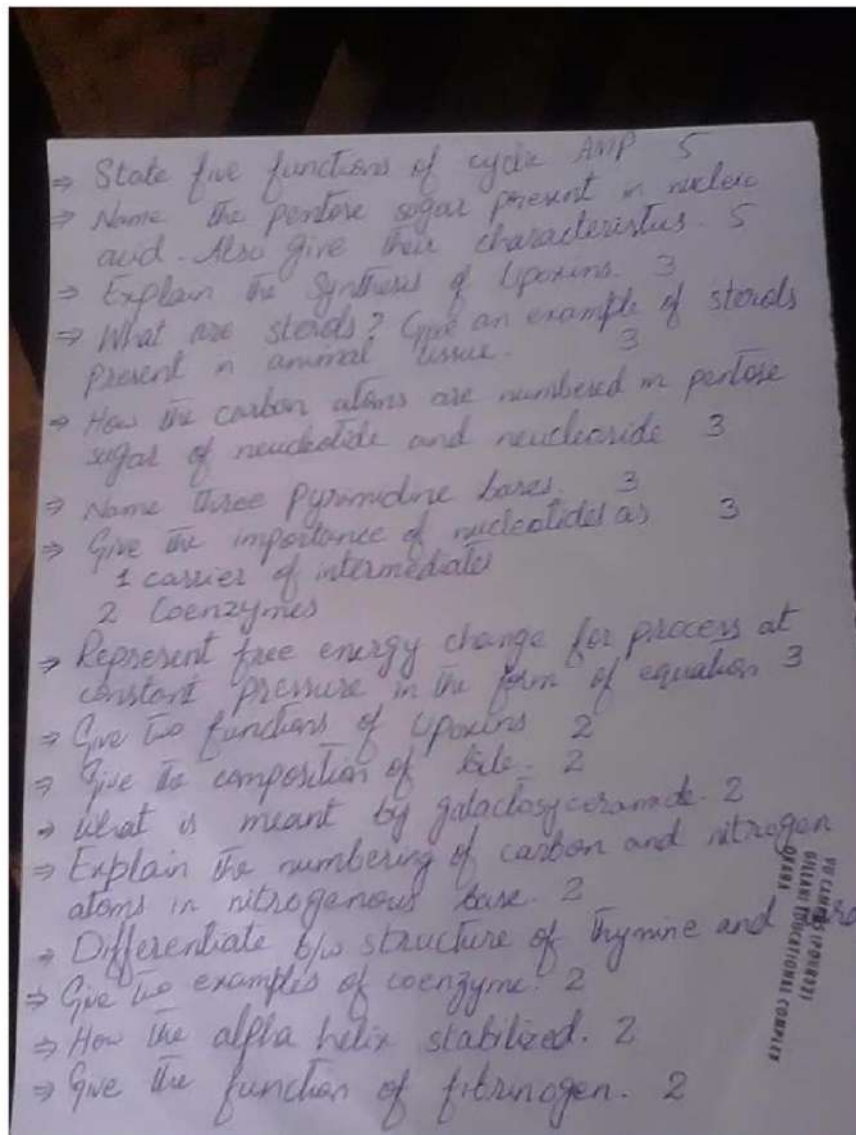 ⇒ State five functions of cyclic AMP 5
⇒ Name the pentose sugar present in nucleic
acid. Also give their characteristics. 5
⇒ Explain the Synthesis of Lipoxins. 3
⇒ What are sterols? Give an example of sterols
present in animal tissue. 3
⇒ How the carbon atoms are numbered in pentose
sugar of neucleotide and neucleoside 3
⇒ Name three Pyrimidine bases. 3
⇒ Give the importance of nucleotides as 3
1 carrier of intermediates
2 Coenzymes
⇒ Represent free energy change for process at
constant pressure in the form of equation 3
⇒ Give two functions of Lipoxins 2
⇒ Give the composition of bile. 2
⇒ What is meant by galactosyceramide. 2
⇒ Explain the numbering of carbon and nitrogen
atoms in nitrogenous base. 2
⇒ Differentiate b/w structure of Thymine and
⇒ Give two examples of coenzyme. 2
⇒ How the alpha helix stabilized. 2
⇒ Give the function of fibrinogen. 2
VU CAMPUS
GILLANI EDUCATIONAL COMPLEX
OKARA